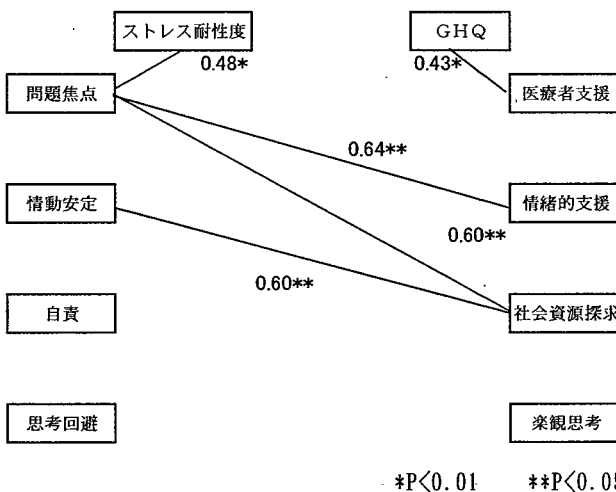 ストレス耐性度
GHQ
0.48*
0.43*
問題焦点
医療者支援
0.64**
情動安定
情緒的支援
0.60**
0.60**
自責
社会資源探求
思考回避
楽観思考
*P<0.01 **P<0.05